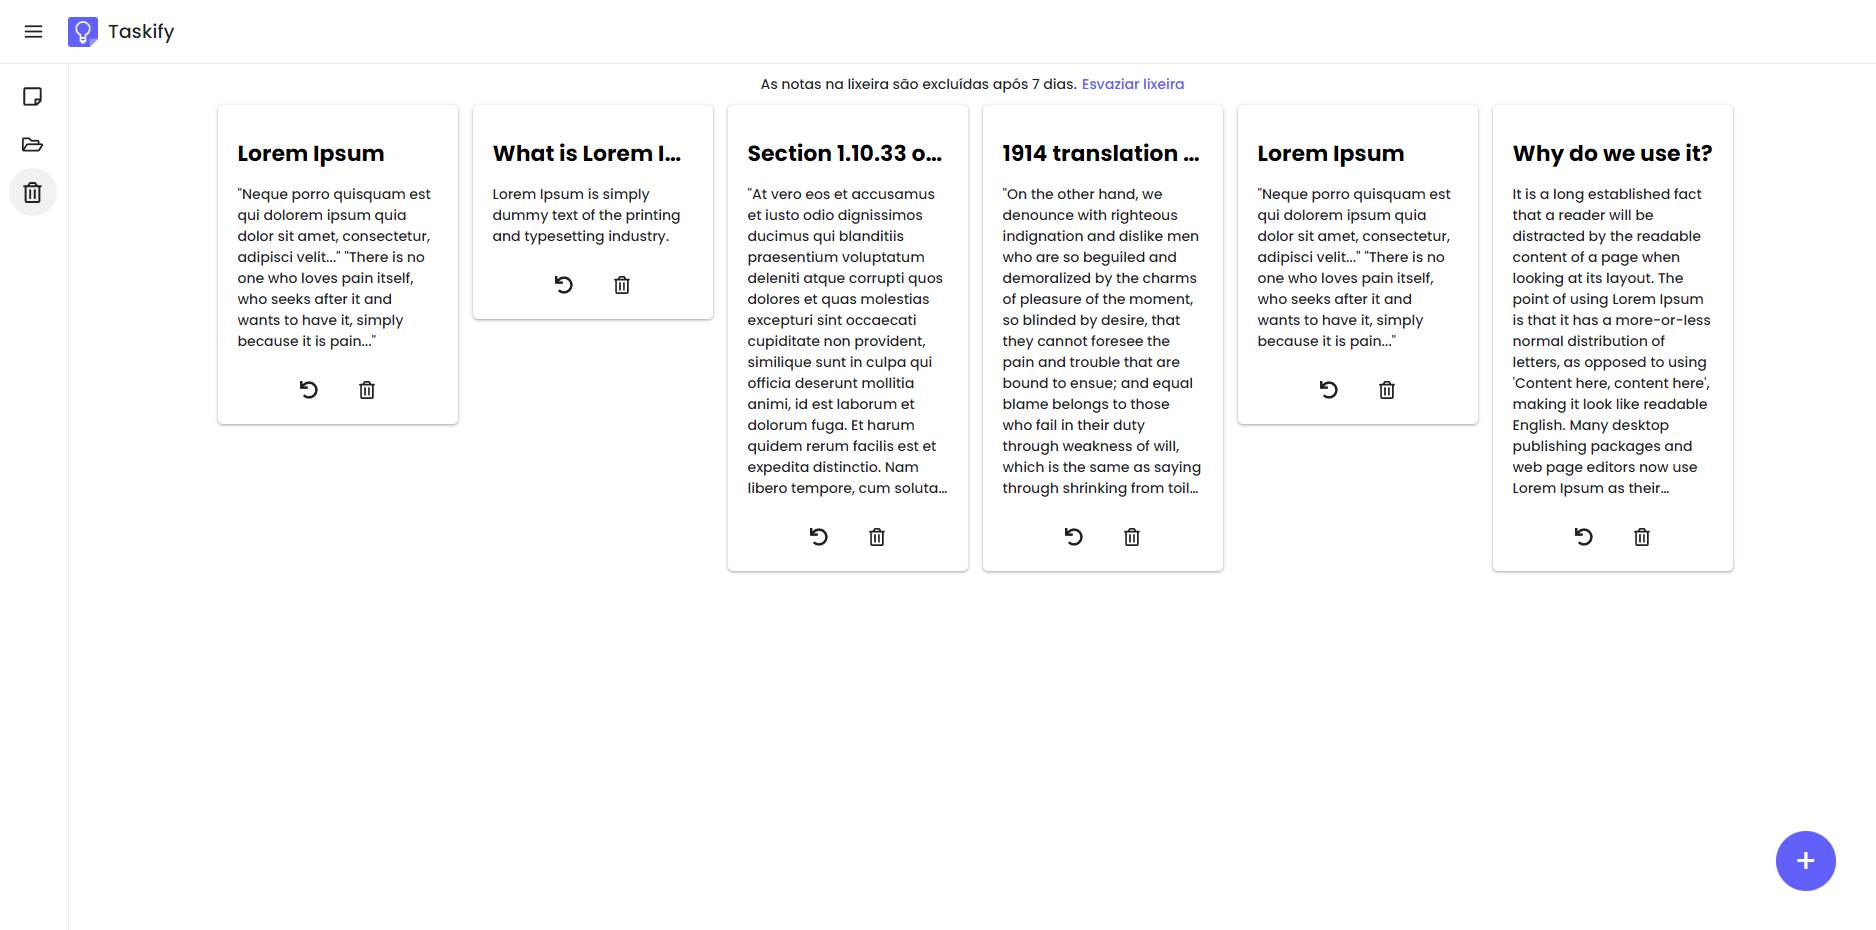 Taskify
As notas na lixeira são excluídas após 7 dias. Esvaziar lixeira
Lorem Ipsum
"Neque porro quisquam est
qui dolorem ipsum quia
dolor sit amet, consectetur,
adipisci velit..." "There is no
one who loves pain itself,
who seeks after it and
wants to have it, simply
because it is pain..."
What is Lorem I...
Lorem Ipsum is simply
dummy text of the printing
and typesetting industry.
Section 1.10.33 o...
"At vero eos et accusamus
et iusto odio dignissimos
ducimus qui blanditiis
praesentium voluptatum
deleniti atque corrupti quos
dolores et quas molestias
excepturi sint occaecati
cupiditate non provident,
similique sunt in culpa qui
officia deserunt mollitia
animi, id est laborum et
dolorum fuga. Et harum
quidem rerum facilis est et
expedita distinctio. Nam
libero tempore, cum soluta...
1914 translation ...
"On the other hand, we
denounce with righteous
indignation and dislike men
who are so beguiled and
demoralized by the charms
of pleasure of the moment,
so blinded by desire, that
they cannot foresee the
pain and trouble that are
bound to ensue; and equal
blame belongs to those
who fail in their duty
through weakness of will,
which is the same as saying
through shrinking from toil...
Lorem Ipsum
"Neque porro quisquam est
qui dolorem ipsum quia
dolor sit amet, consectetur,
adipisci velit..." "There is no
one who loves pain itself,
who seeks after it and
wants to have it, simply
because it is pain..."
Why do we use it?
It is a long established fact
that a reader will be
distracted by the readable
content of a page when
looking at its layout. The
point of using Lorem Ipsum
is that it has a more-or-less
normal distribution of
letters, as opposed to using
'Content here, content here',
making it look like readable
English. Many desktop
publishing packages and
web page editors now use
Lorem Ipsum as their...